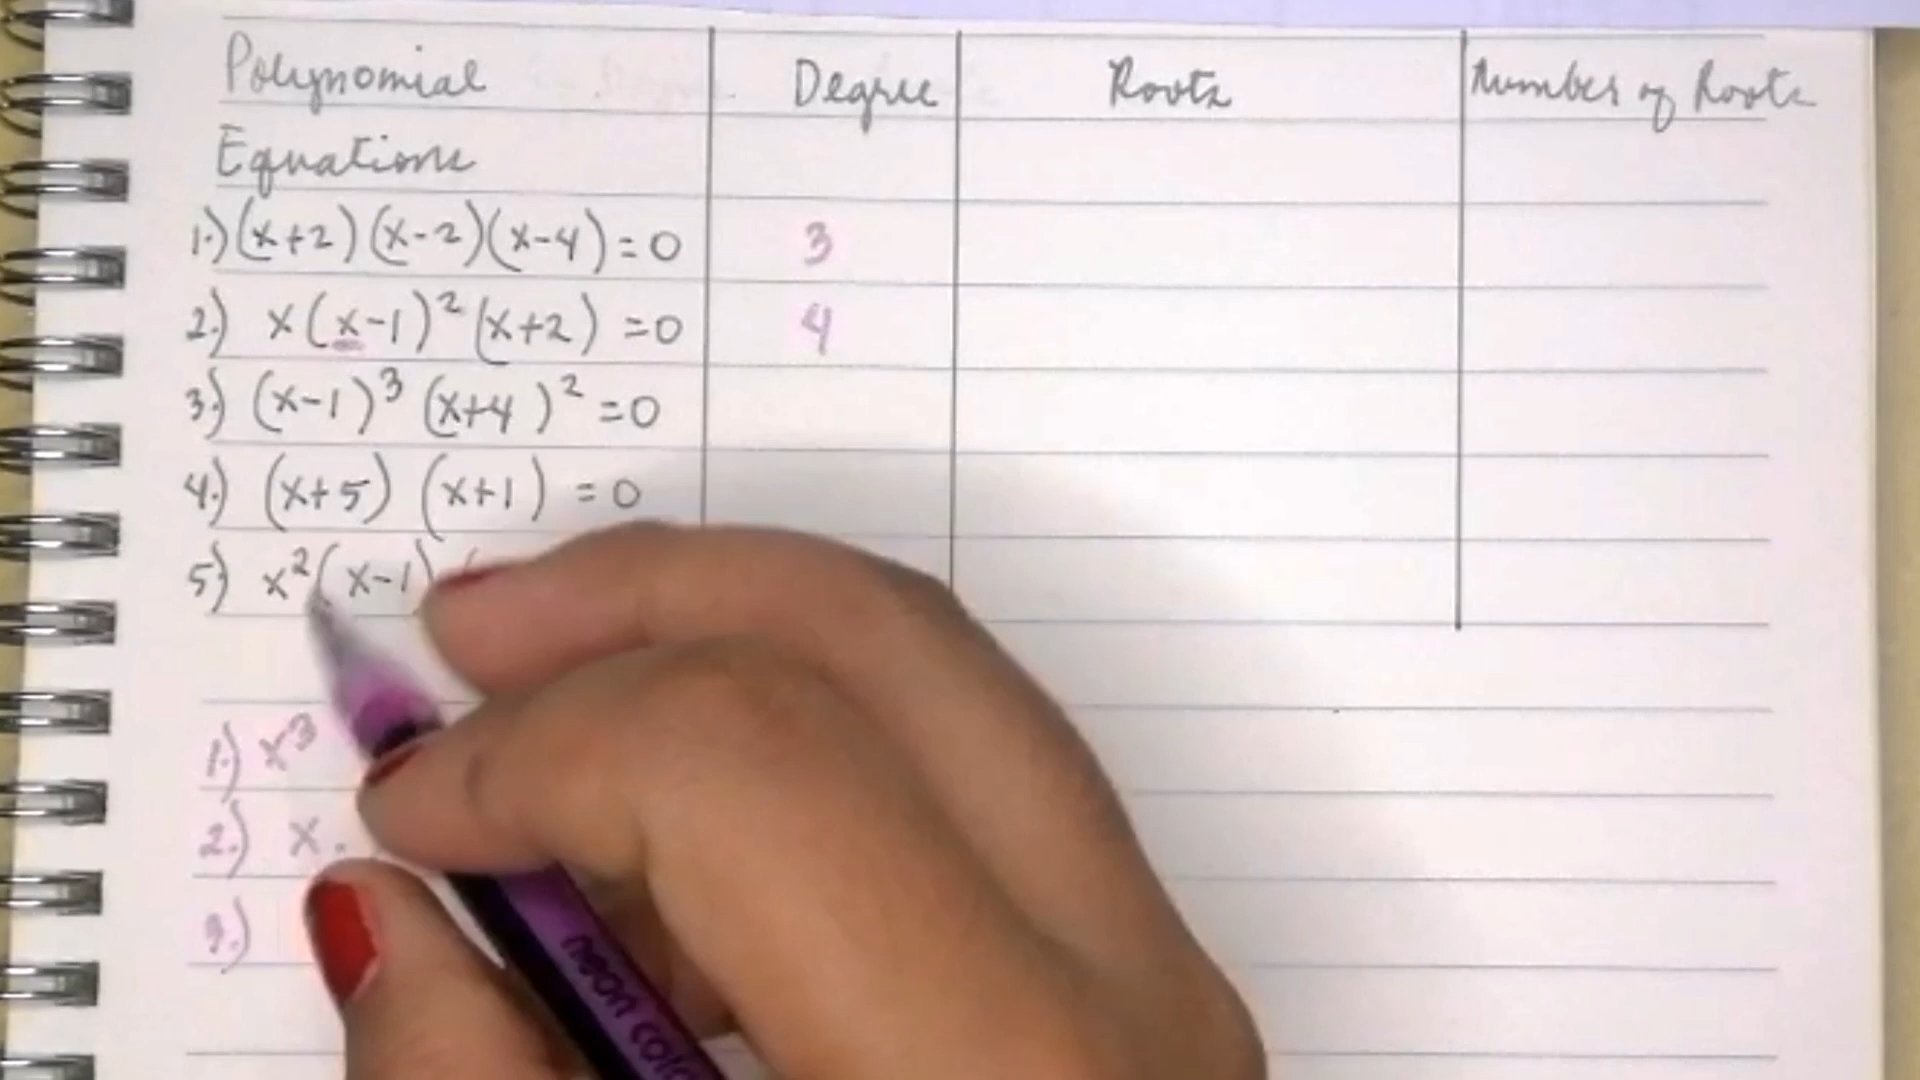 Polynomial Degree Roots Number of Roots
Equations
1.) (x+2)(x-2)(x-4)=0 3
2.) x(x-1)²(x+2)=0 4
3.) (x-1)³(x+4)²=0
4.) (x+5)(x+1)=0
5.) x²(x-1)(
1.) x³
2.) x.
3.)
neon color